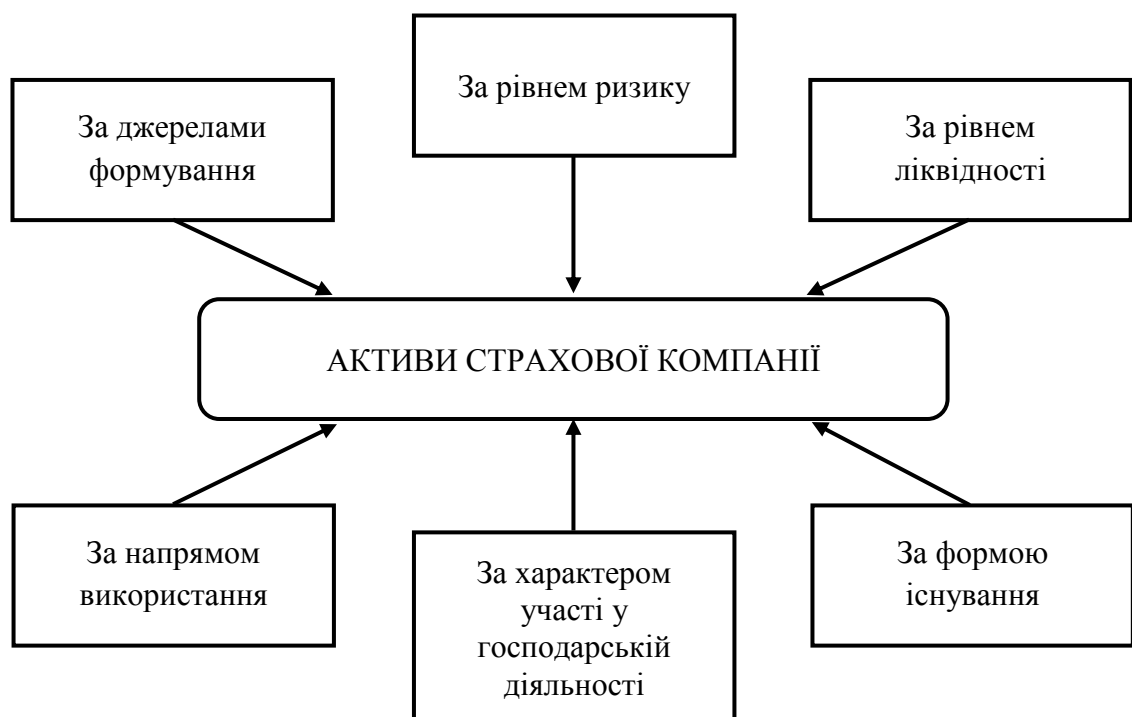 За рівнем ризику
За джерелами
формування
За рівнем
ліквідності
АКТИВИ СТРАХОВОЇ КОМПАНІЇ
За напрямом
використання
За характером
участі у
господарській
діяльності
За формою
існування